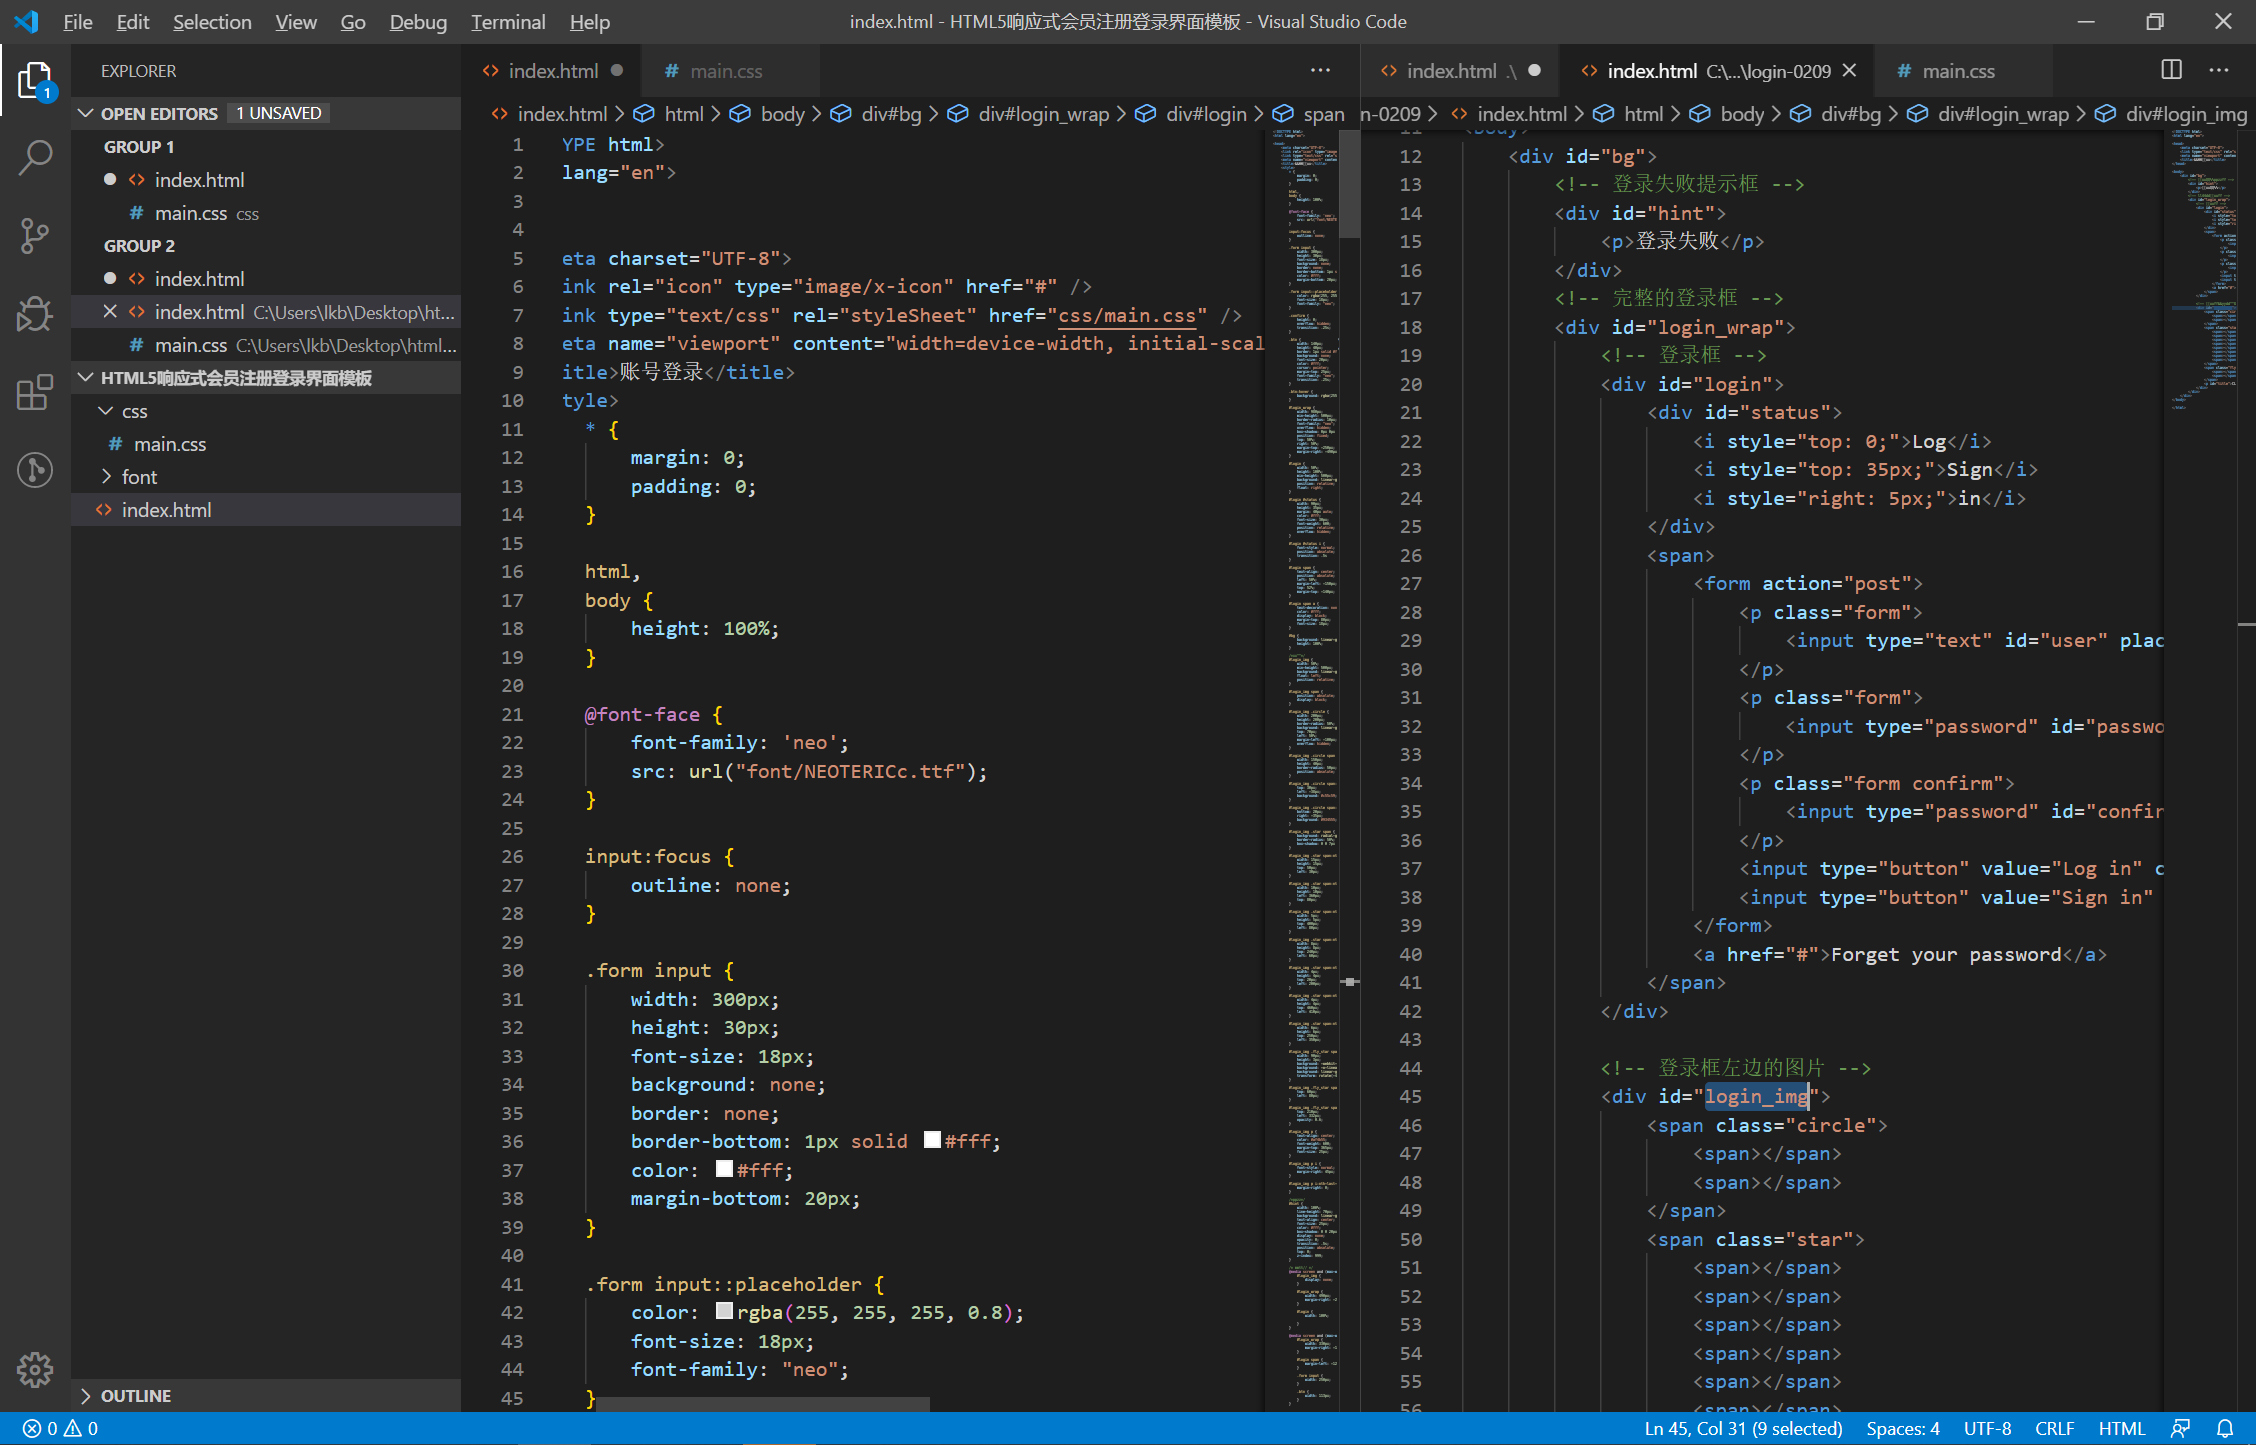 File Edit Selection View Go Debug Terminal Help
index.html - HTML5响应式会员注册登录界面模板 - Visual Studio Code
1
EXPLORER
OPEN EDITORS 1 UNSAVED
GROUP 1
index.html
main.css css
GROUP 2
index.html
index.html C:\Users\lkb\Desktop\ht...
main.css C:\Users\lkb\Desktop\html...
HTML5响应式会员注册登录界面模板
css
main.css
font
index.html
OUTLINE
index.html main.css
index.html > html > body > div#bg > div#login_wrap > div#login > span
1 YPE html>
2 lang="en">
3
4
5 eta charset="UTF-8">
6 ink rel="icon" type="image/x-icon" href="#" />
7 ink type="text/css" rel="styleSheet" href="css/main.css" />
8 eta name="viewport" content="width=device-width, initial-scal
9 itle>账号登录</title>
10 tyle>
11 * {
12 margin: 0;
13 padding: 0;
14 }
15
16 html,
17 body {
18 height: 100%;
19 }
20
21 @font-face {
22 font-family: 'neo';
23 src: url("font/NEOTERICc.ttf");
24 }
25
26 input:focus {
27 outline: none;
28 }
29
30 .form input {
31 width: 300px;
32 height: 30px;
33 font-size: 18px;
34 background: none;
35 border: none;
36 border-bottom: 1px solid #fff;
37 color: #fff;
38 margin-bottom: 20px;
39 }
40
41 .form input::placeholder {
42 color: rgba(255, 255, 255, 0.8);
43 font-size: 18px;
44 font-family: "neo";
45 }
index.html .\ index.html C:\...\login-0209 main.css
n-0209 > index.html > html > body > div#bg > div#login_wrap > div#login_img
11 <body>
12 <div id="bg">
13 <!-- 登录失败提示框 -->
14 <div id="hint">
15 <p>登录失败</p>
16 </div>
17 <!-- 完整的登录框 -->
18 <div id="login_wrap">
19 <!-- 登录框 -->
20 <div id="login">
21 <div id="status">
22 <i style="top: 0;">Log</i>
23 <i style="top: 35px;">Sign</i>
24 <i style="right: 5px;">in</i>
25 </div>
26 <span>
27 <form action="post">
28 <p class="form">
29 <input type="text" id="user" plac
30 </p>
31 <p class="form">
32 <input type="password" id="passwo
33 </p>
34 <p class="form confirm">
35 <input type="password" id="confir
36 </p>
37 <input type="button" value="Log in" c
38 <input type="button" value="Sign in"
39 </form>
40 <a href="#">Forget your password</a>
41 </span>
42 </div>
43
44 <!-- 登录框左边的图片 -->
45 <div id="login_img">
46 <span class="circle">
47 <span></span>
48 <span></span>
49 </span>
50 <span class="star">
51 <span></span>
52 <span></span>
53 <span></span>
54 <span></span>
55 <span></span>
56 <span></span>
0 0
Ln 45, Col 31 (9 selected) Spaces: 4 UTF-8 CRLF HTML